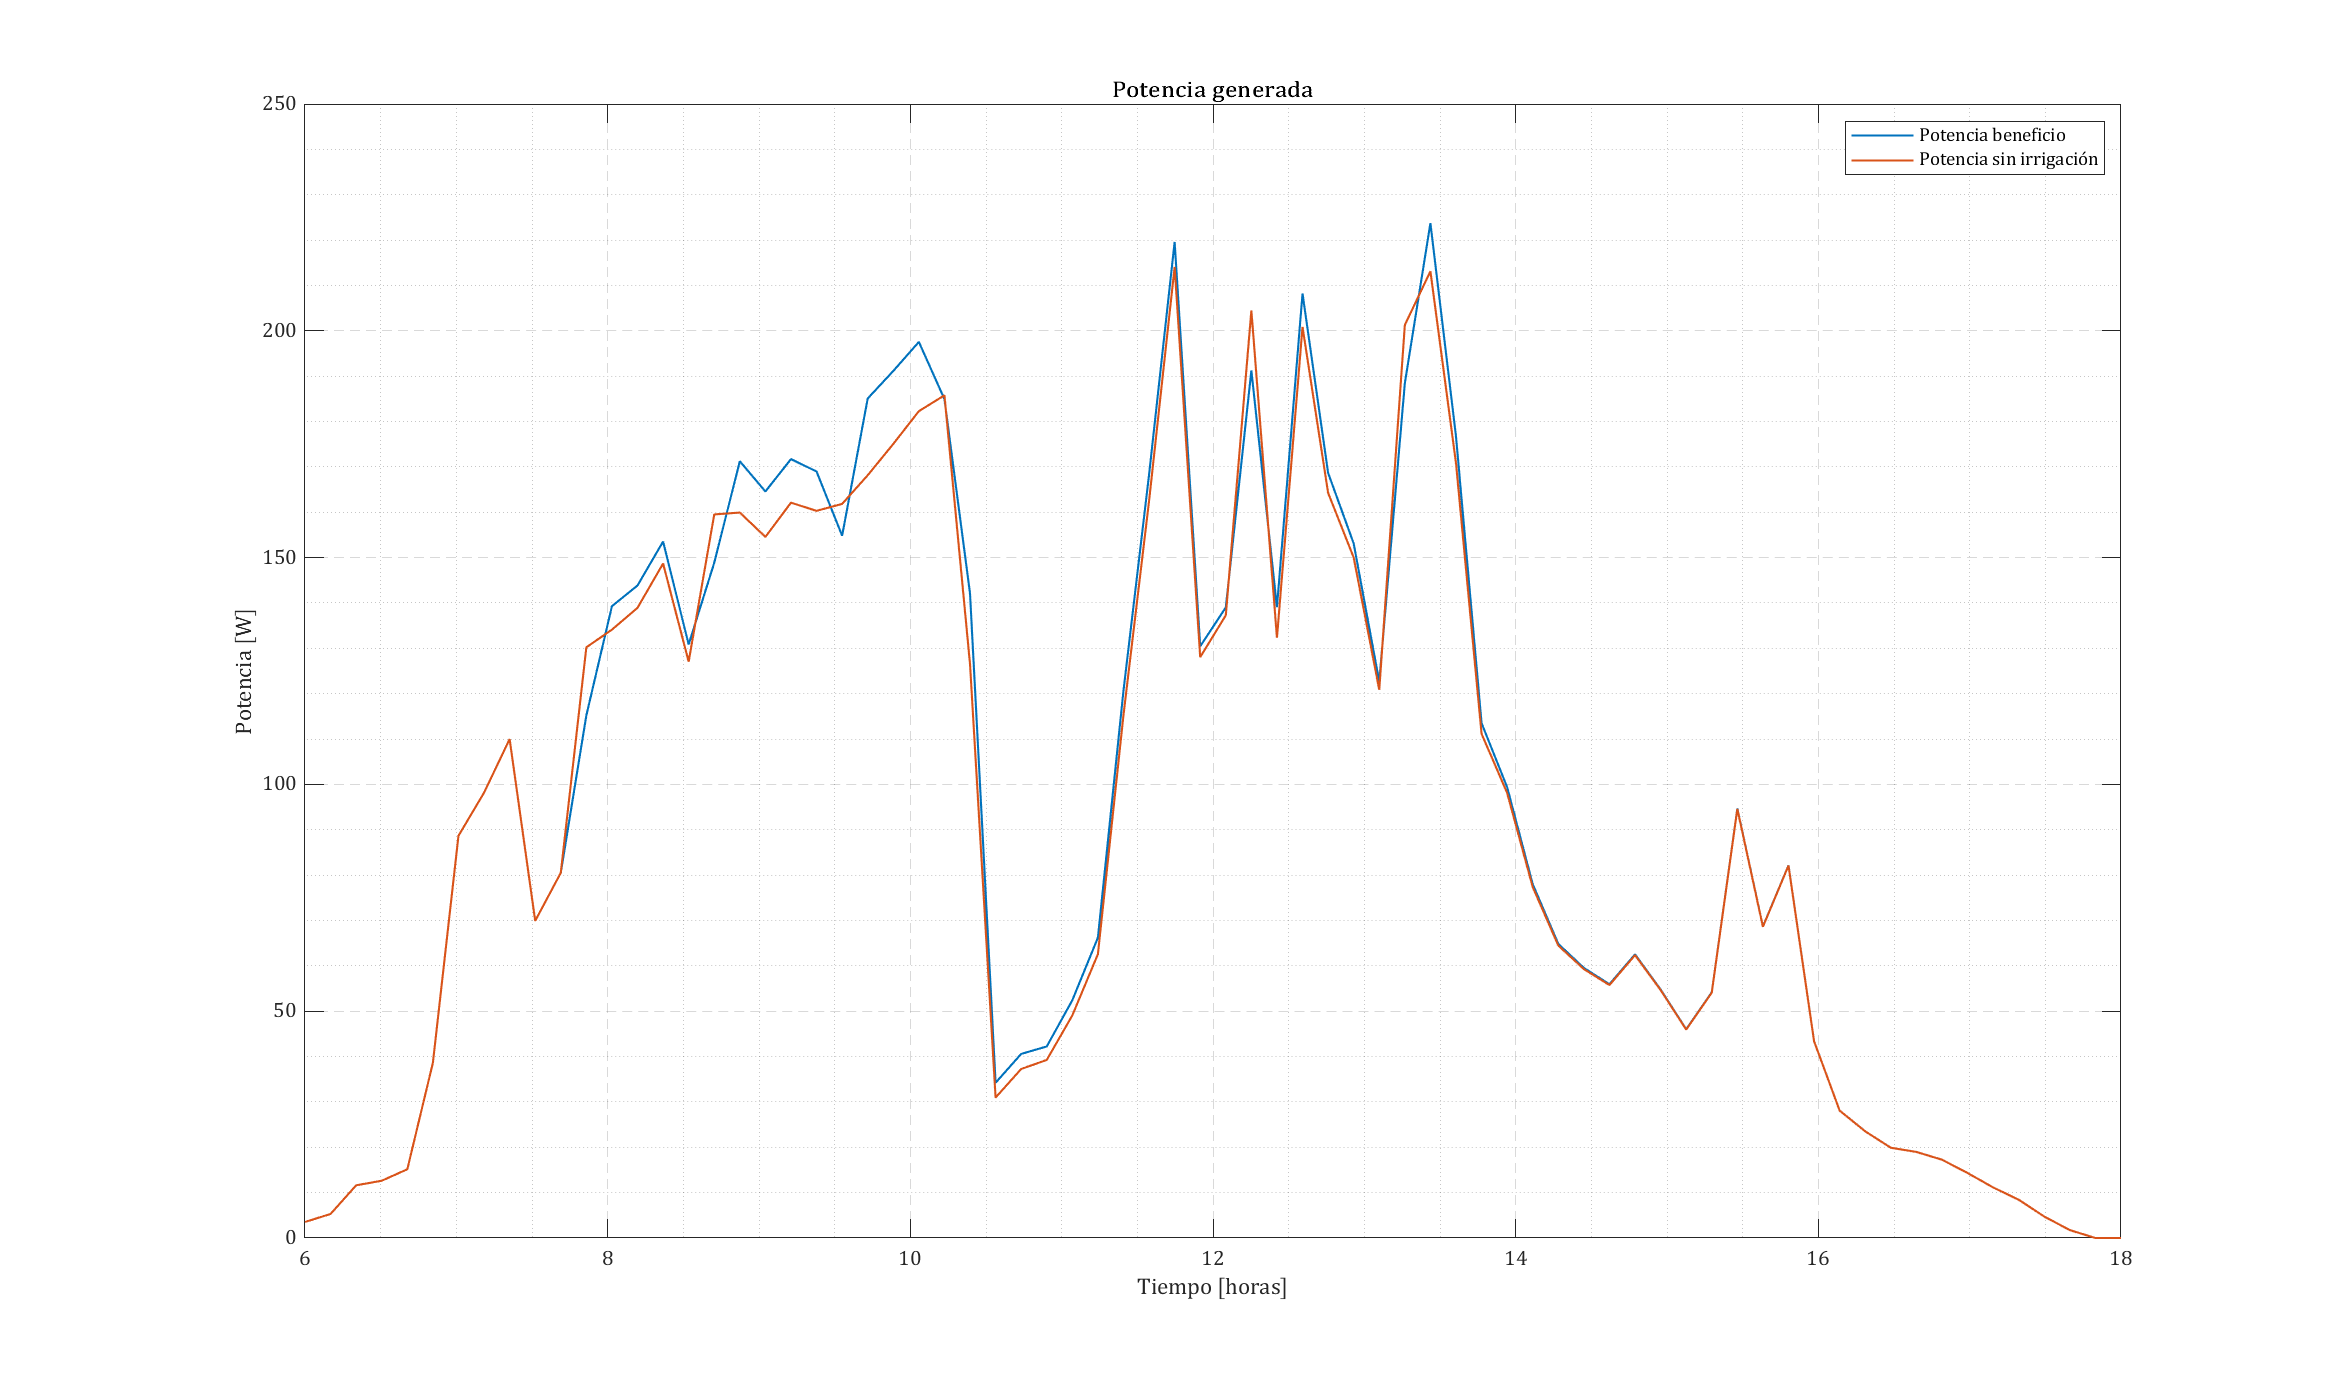 Potencia generada
250
200
150
100
50
0
Potencia [W]
Potencia beneficio
Potencia sin irrigación
6 8 10 12 14 16 18
Tiempo [horas]